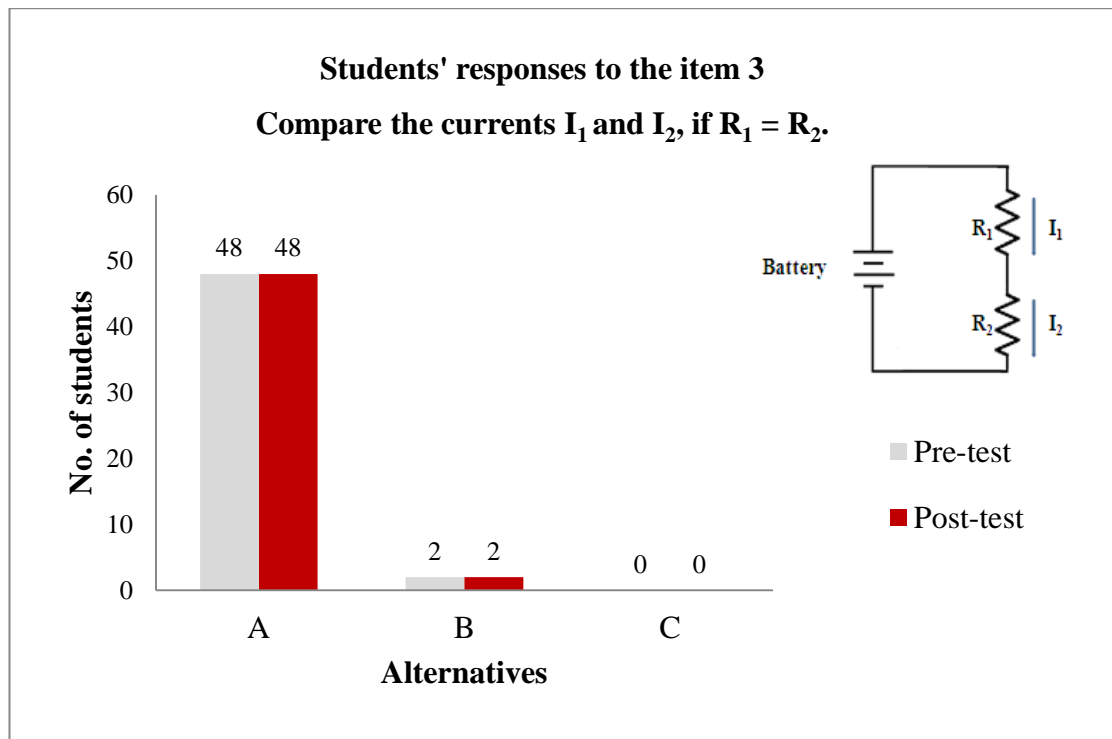 Students' responses to the item 3
Compare the currents I₁ and I₂, if R₁ = R₂.
60
50
40
30
20
10
0
No. of students
48 48
2 2
0 0
A B C
Alternatives
Battery
R₁ I₁
R₂ I₂
Pre-test
Post-test